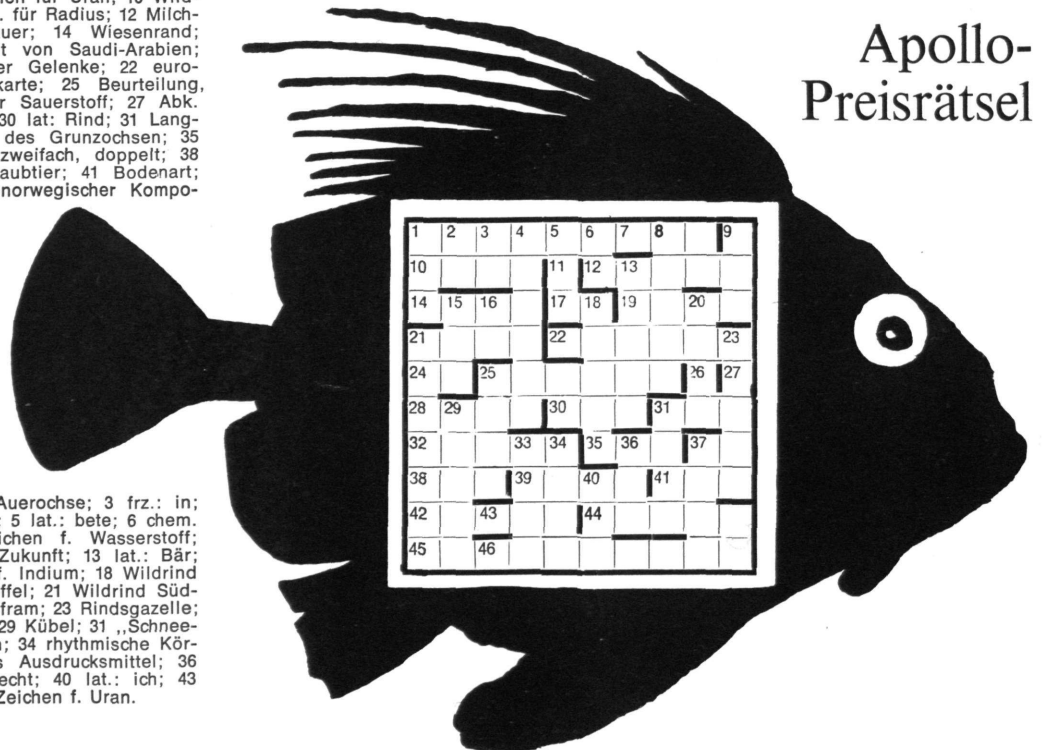 für Uran;
. für Radius; 12 Milch-
uer; 14 Wiesenrand;
t von Saudi-Arabien;
er Gelenke; 22 euro-
karte; 25 Beurteilung,
r Sauerstoff; 27 Abk.
30 lat: Rind; 31 Lang-
des Grunzochsen; 35
zweifach, doppelt; 38
aubtier; 41 Bodenart;
norwegischer Kompo-
Apollo-
Preisrätsel
1 2 3 4 5 6 7 8 9
10 11 12 13
14 15 16 17 18 19 20
21 22 23
24 25 26 27
28 29 30 31
32 33 34 35 36 37
38 39 40 41
42 43 44
45 46
Auerochse; 3 frz.: in;
; 5 lat.: bete; 6 chem.
ichen f. Wasserstoff;
Zukunft; 13 lat.: Bär;
f. Indium; 18 Wildrind
ffel; 21 Wildrind Süd-
fram; 23 Rindsgazelle;
29 Kübel; 31 „Schnee-
; 34 rhythmische Kör-
s Ausdrucksmittel; 36
echt; 40 lat.: ich; 43
Zeichen f. Uran.